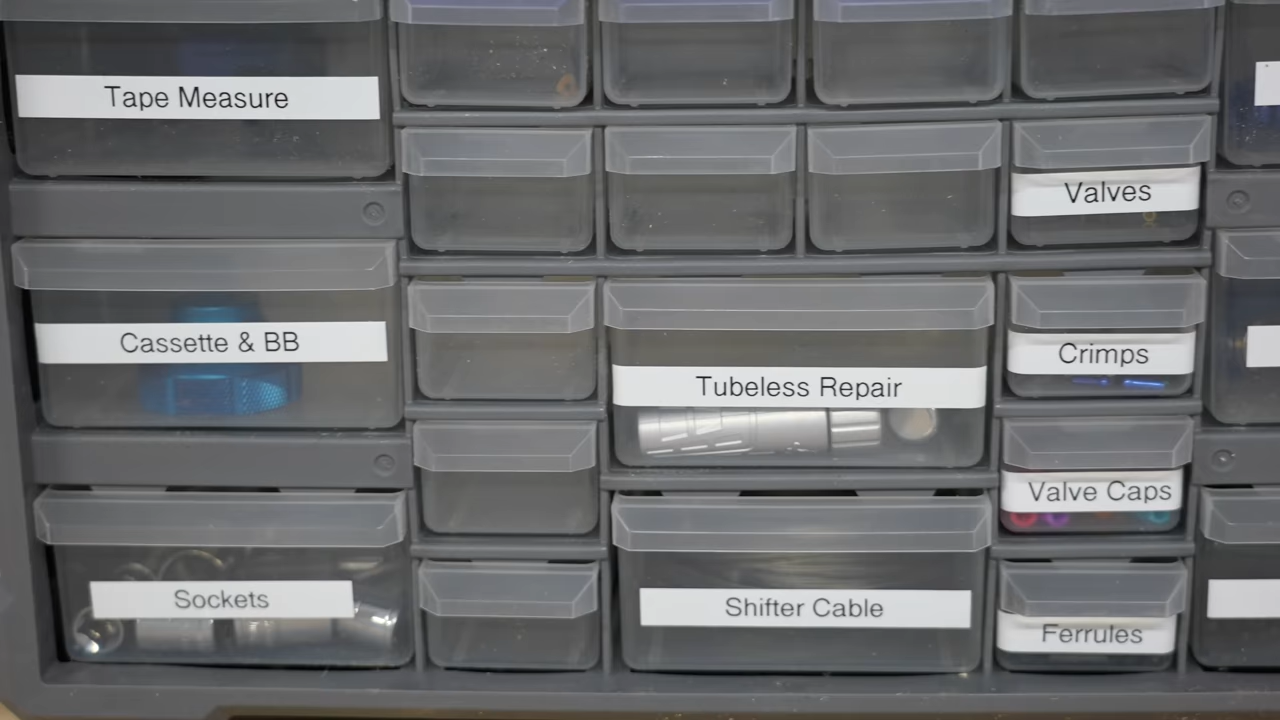 Tape Measure
Valves
Cassette & BB
Crimps
Tubeless Repair
Valve Caps
Sockets
Shifter Cable
Ferrules